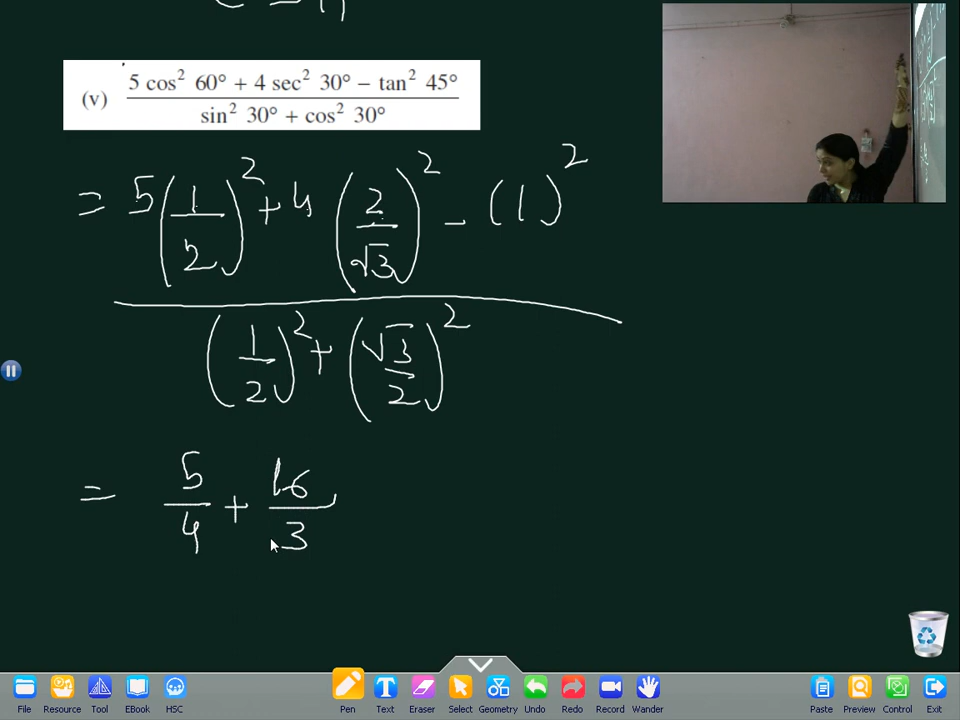 (v) 5 cos² 60° + 4 sec² 30° − tan² 45° / sin² 30° + cos² 30°
= 5(1/2)² + 4(2/√3)² − (1)² / (1/2)² + (√3/2)²
= 5/4 + 16/3
File Resource Tool EBook HSC Pen Text Eraser Select Geometry Undo Redo Record Wander Paste Preview Control Exit